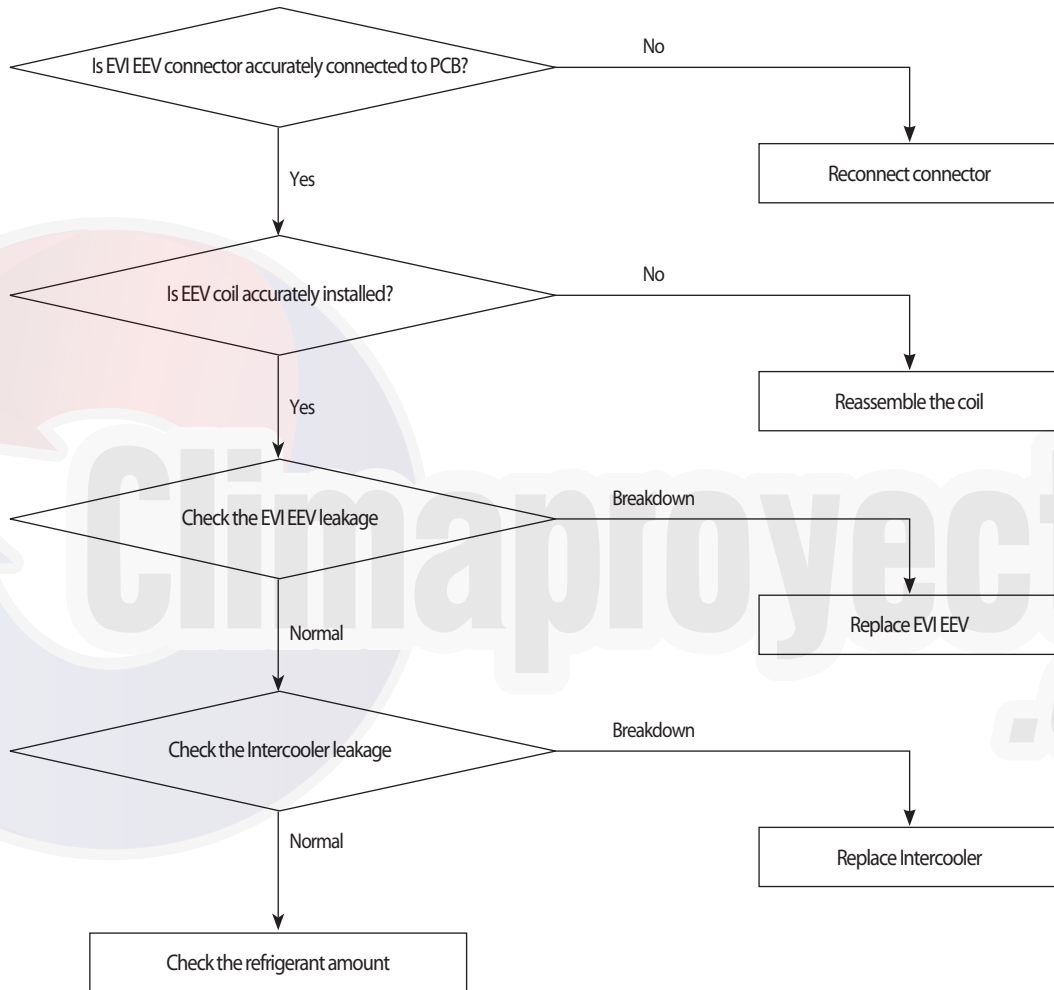 Is EVI EEV connector accurately connected to PCB?
No
Reconnect connector
Yes
Is EEV coil accurately installed?
No
Reassemble the coil
Yes
Check the EVI EEV leakage
Breakdown
Replace EVI EEV
Normal
Check the Intercooler leakage
Breakdown
Replace Intercooler
Normal
Check the refrigerant amount
Climaproyect